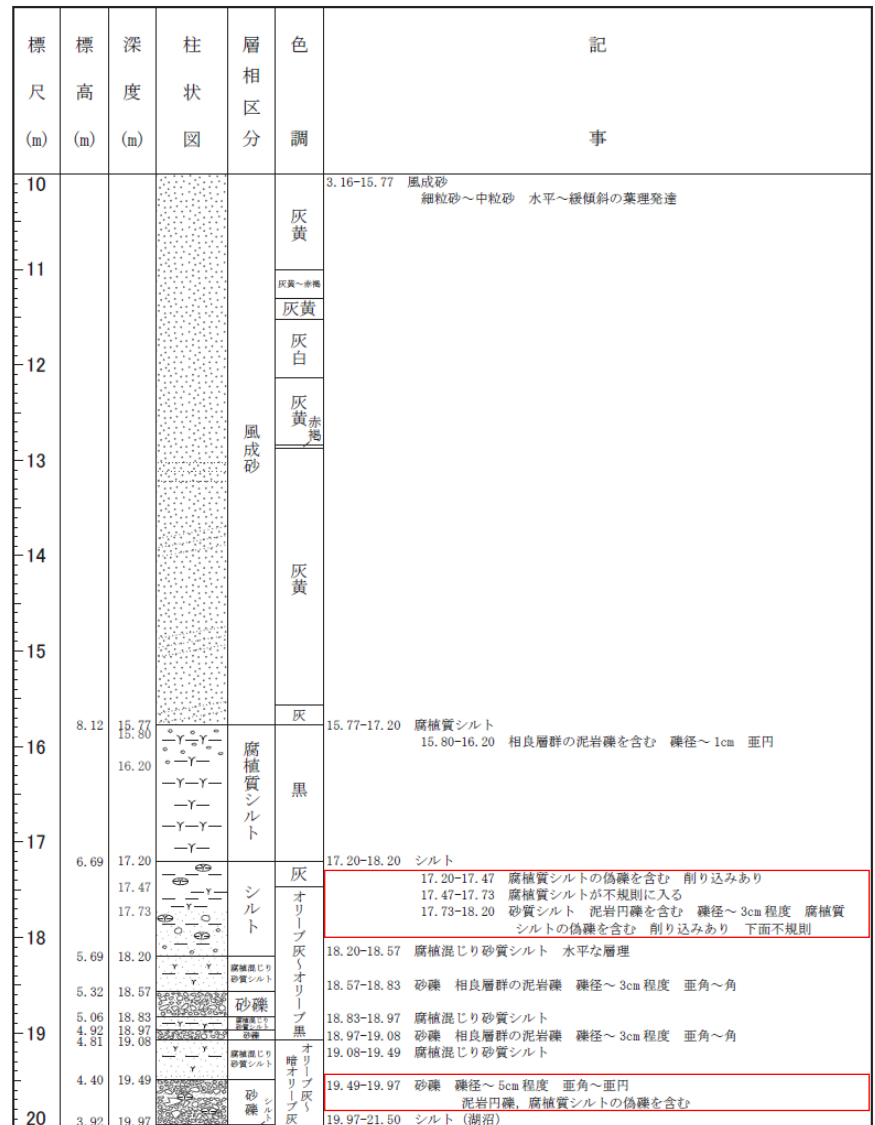 標尺(m)
標高(m)
深度(m)
柱状図
層相区分
色調
記事
10
3.16-15.77 風成砂
細粒砂～中粒砂 水平～緩傾斜の葉理発達
灰黄
11
灰黄～赤褐
灰黄
灰白
12
灰黄
赤褐
風成砂
13
14
灰黄
15
灰
8.12 15.77
15.80
15.77-17.20 腐植質シルト
15.80-16.20 相良層群の泥岩礫を含む 礫径～1cm 亜円
16
16.20
腐植質シルト
黒
17
6.69 17.20
17.20-18.20 シルト
灰
17.20-17.47 腐植質シルトの偽礫を含む 削り込みあり
17.47
17.47-17.73 腐植質シルトが不規則に入る
17.73
シルト
オリーブ灰～オリーブ黒
17.73-18.20 砂質シルト 泥岩円礫を含む 礫径～3cm程度 腐植質
シルトの偽礫を含む 削り込みあり 下面不規則
18
5.69 18.20
18.20-18.57 腐植混じり砂質シルト 水平な層理
腐植混じり
砂質シルト
5.32 18.57
18.57-18.83 砂礫 相良層群の泥岩礫 礫径～3cm程度 亜角～角
砂礫
5.06 18.83
18.83-18.97 腐植混じり砂質シルト
腐植混じり
砂質シルト
19
4.92 18.97
18.97-19.08 砂礫 相良層群の泥岩礫 礫径～3cm程度 亜角～角
砂礫
4.81 19.08
19.08-19.49 腐植混じり砂質シルト
腐植混じり
砂質シルト
オリーブ灰～
暗オリーブ灰
4.40 19.49
19.49-19.97 砂礫 礫径～5cm程度 亜角～亜円
泥岩円礫，腐植質シルトの偽礫を含む
砂礫
シルト
20
3.92 19.97
19.97-21.50 シルト（湖沼）